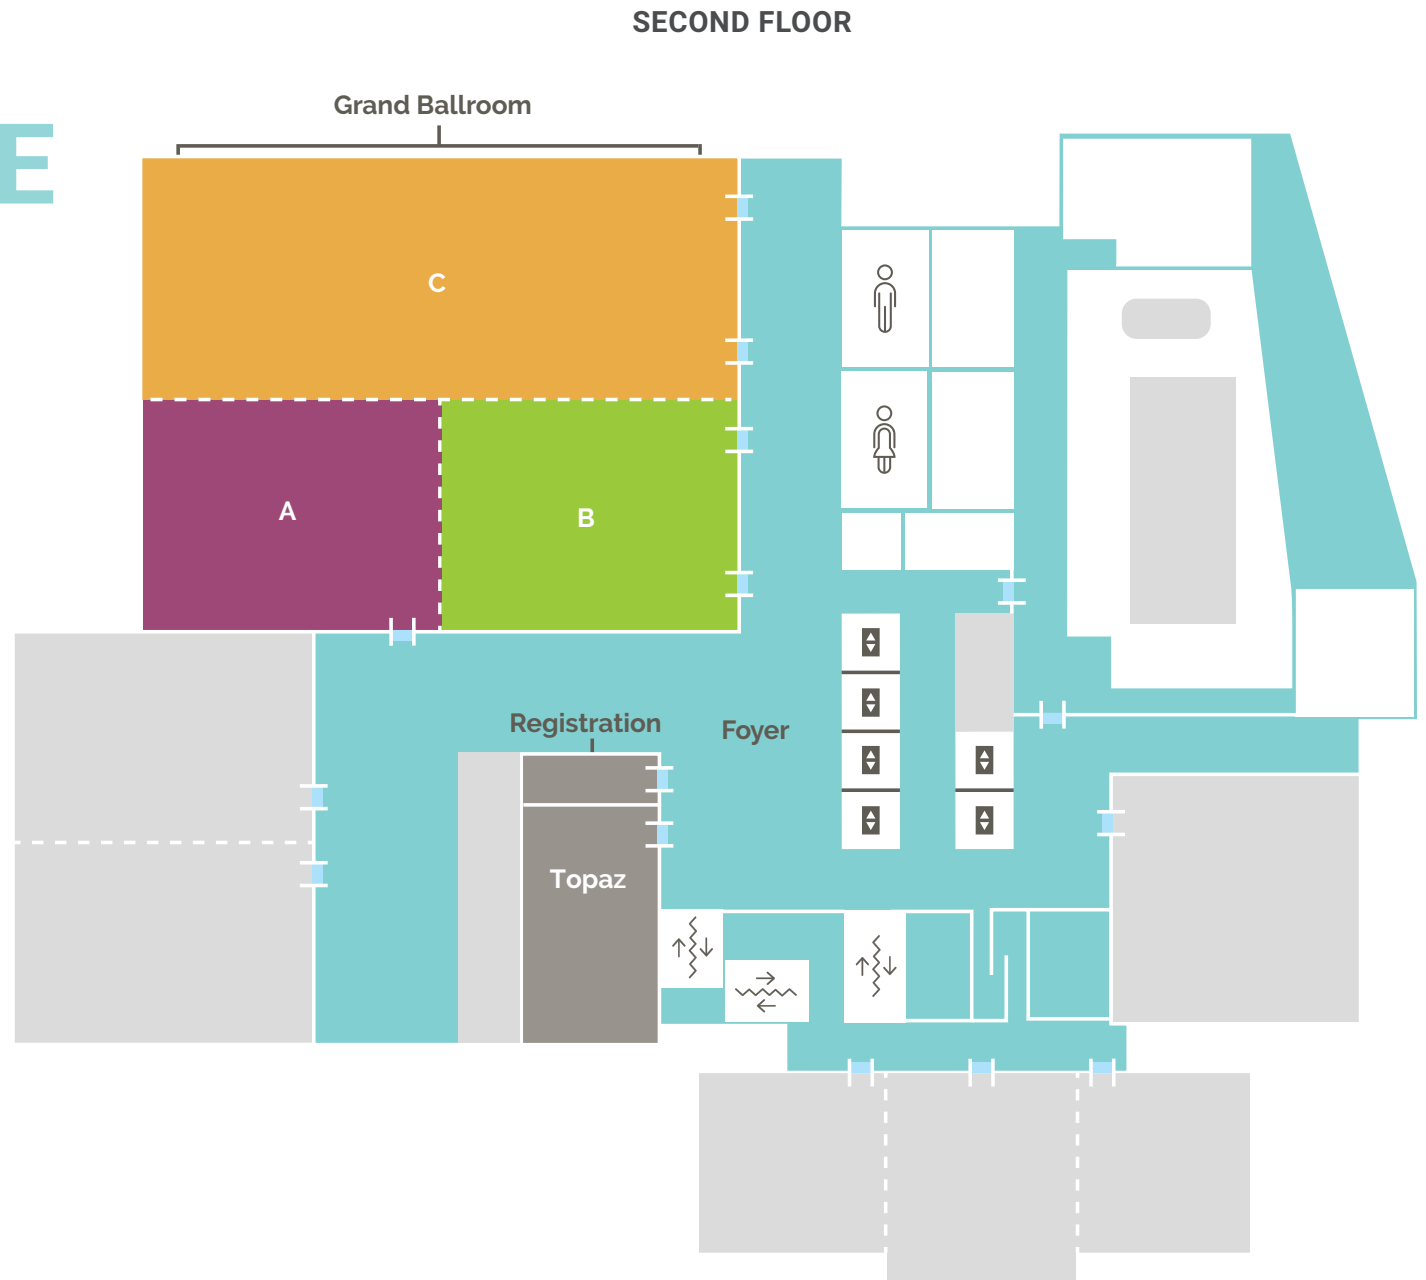 SECOND FLOOR
Grand Ballroom
E
C
A
B
Registration
Foyer
Topaz